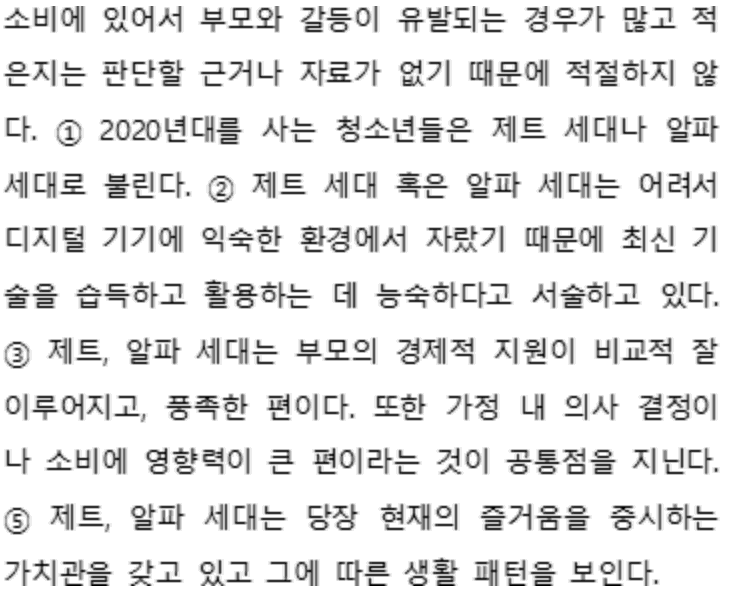 소비에 있어서 부모와 갈등이 유발되는 경우가 많고 적
은지는 판단할 근거나 자료가 없기 때문에 적절하지 않
다. ① 2020년대를 사는 청소년들은 제트 세대나 알파
세대로 불린다. ② 제트 세대 혹은 알파 세대는 어려서
디지털 기기에 익숙한 환경에서 자랐기 때문에 최신 기
술을 습득하고 활용하는 데 능숙하다고 서술하고 있다.
③ 제트, 알파 세대는 부모의 경제적 지원이 비교적 잘
이루어지고, 풍족한 편이다. 또한 가정 내 의사 결정이
나 소비에 영향력이 큰 편이라는 것이 공통점을 지닌다.
⑤ 제트, 알파 세대는 당장 현재의 즐거움을 중시하는
가치관을 갖고 있고 그에 따른 생활 패턴을 보인다.